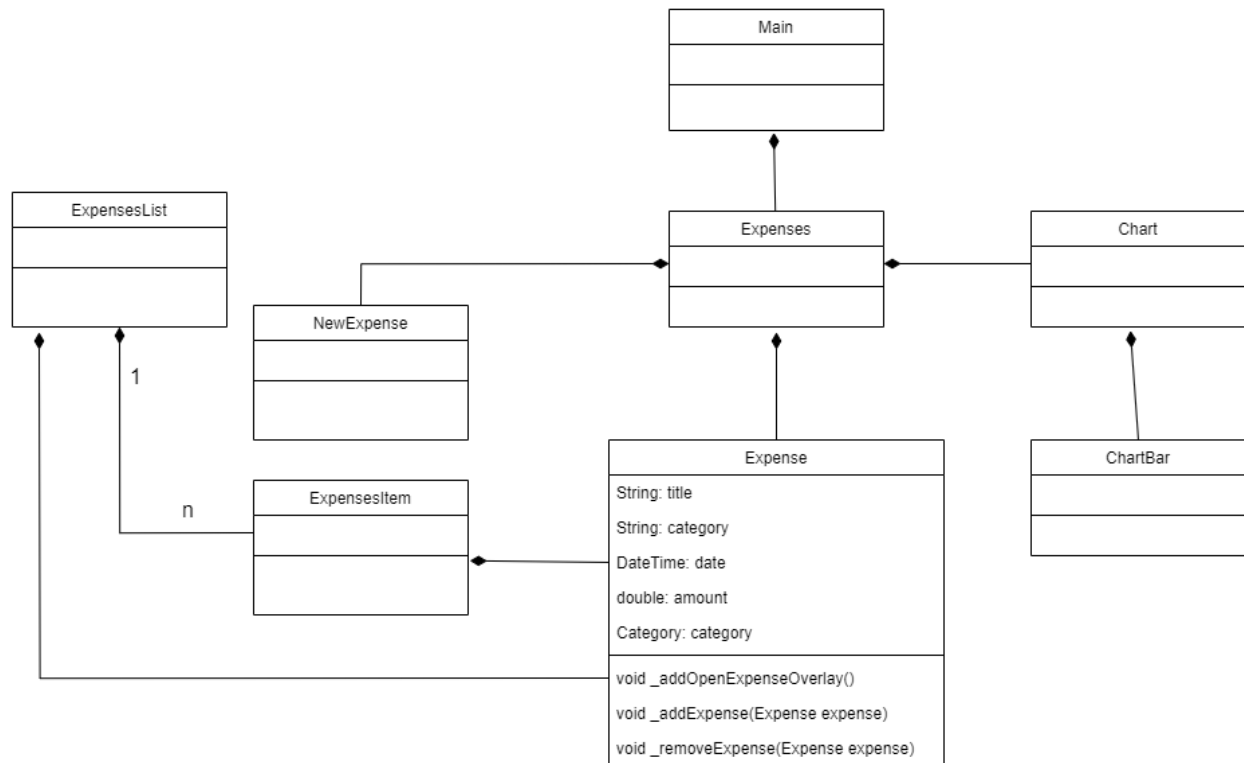 Main
ExpensesList
Expenses
Chart
NewExpense
1
n
ExpensesItem
Expense
String: title
String: category
DateTime: date
double: amount
Category: category
void _addOpenExpenseOverlay()
void _addExpense(Expense expense)
void _removeExpense(Expense expense)
ChartBar